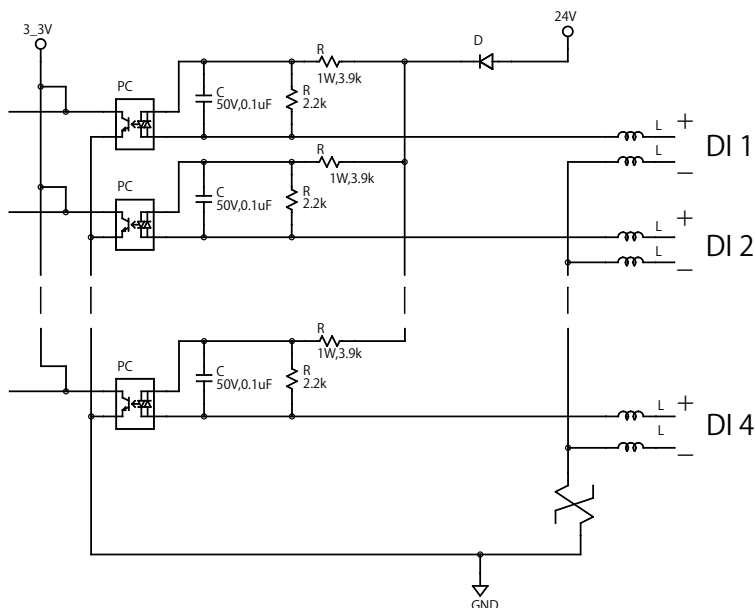 3_3V
24V
D
R
1W,3.9k
PC
C
50V,0.1uF
R
2.2k
L
+
DI 1
L
−
R
1W,3.9k
PC
C
50V,0.1uF
R
2.2k
L
+
DI 2
L
−
R
1W,3.9k
PC
C
50V,0.1uF
R
2.2k
L
+
DI 4
L
−
GND